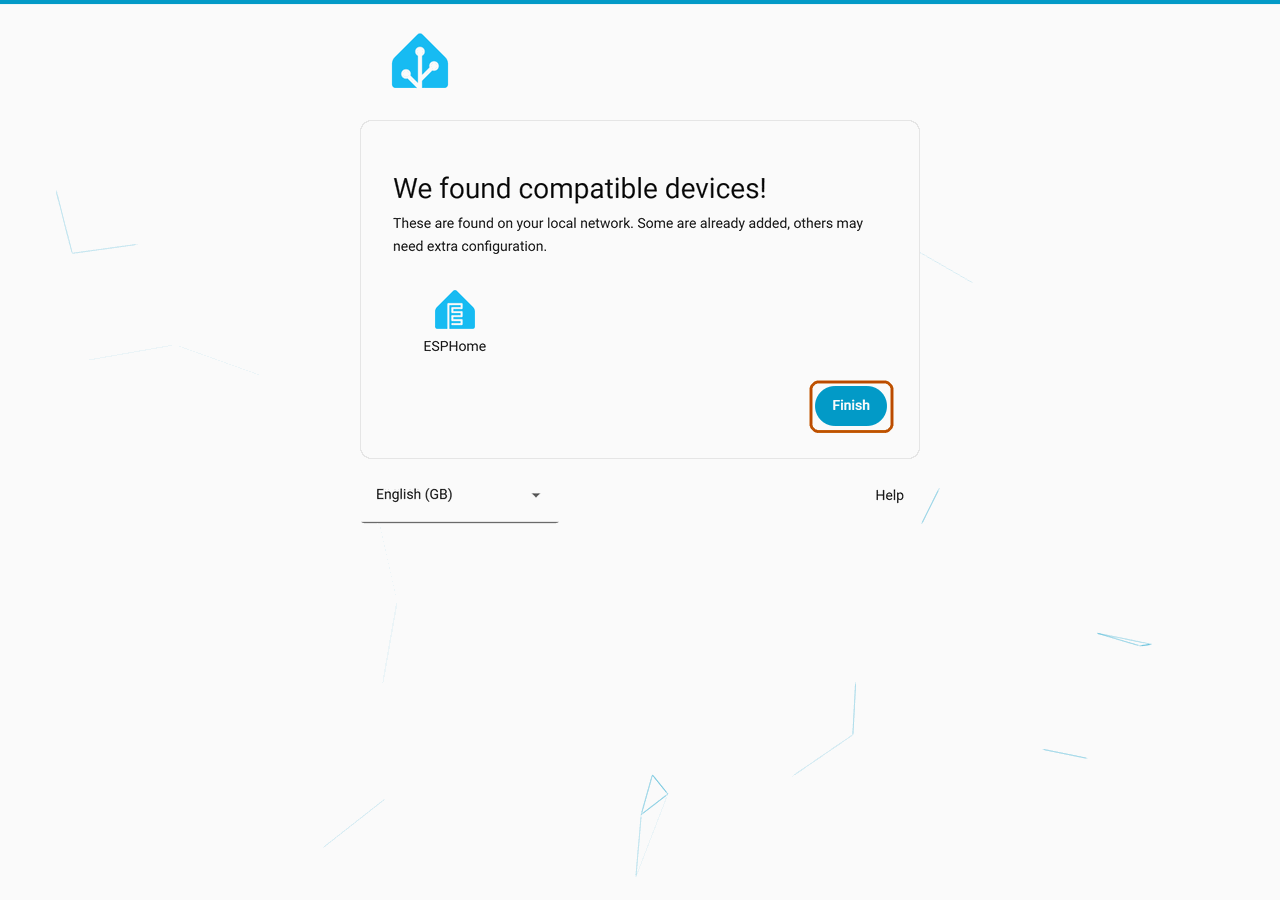 We found compatible devices!
These are found on your local network. Some are already added, others may
need extra configuration.
ESPHome
Finish
English (GB)
Help